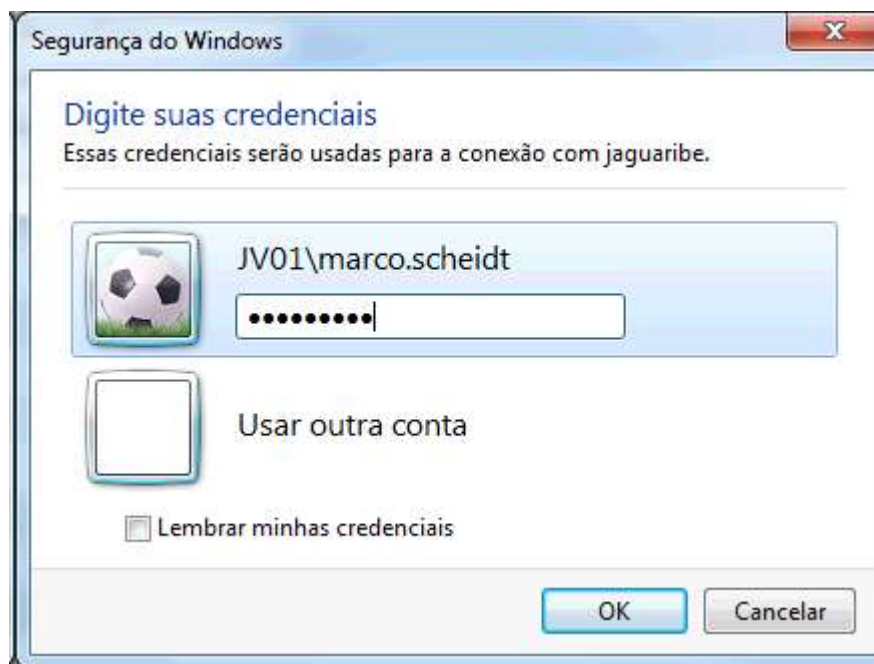 Segurança do Windows
Digite suas credenciais
Essas credenciais serão usadas para a conexão com jaguaribe.
JV01\marco.scheidt
●●●●●●●●●
Usar outra conta
Lembrar minhas credenciais
OK Cancelar